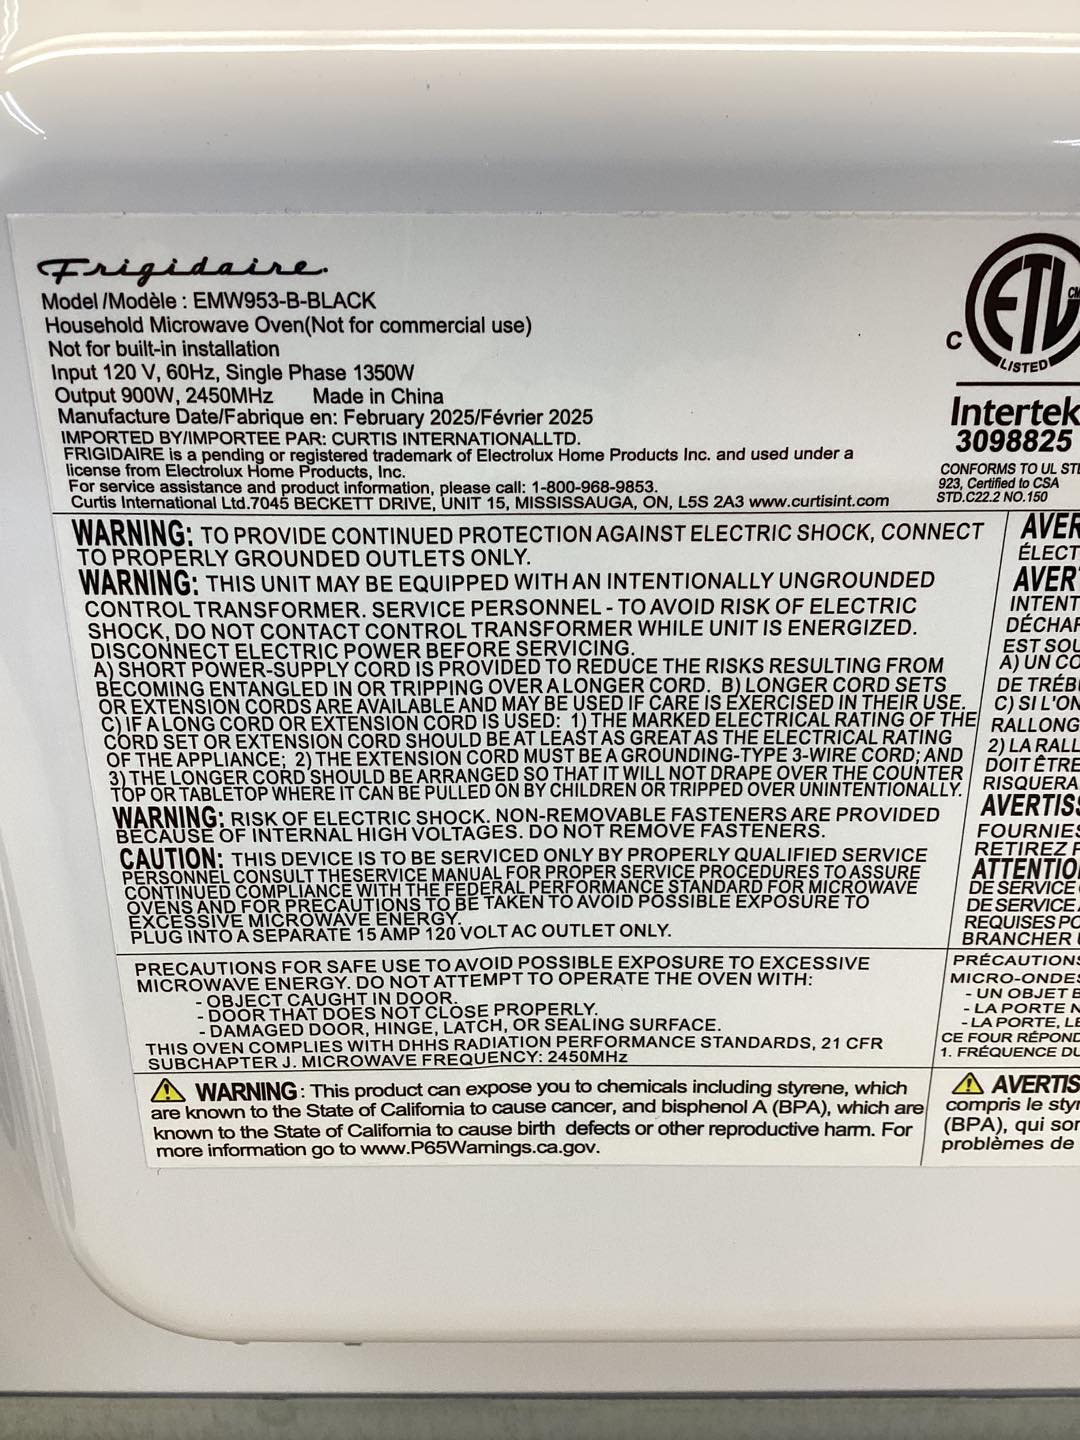 Frigidaire.
Model/Modèle : EMW953-B-BLACK
Household Microwave Oven(Not for commercial use)
Not for built-in installation
Input 120 V, 60Hz, Single Phase 1350W
Output 900W, 2450MHz Made in China
Manufacture Date/Fabrique en: February 2025/Février 2025
IMPORTED BY/IMPORTEE PAR: CURTIS INTERNATIONALLTD.
FRIGIDAIRE is a pending or registered trademark of Electrolux Home Products Inc. and used under a
license from Electrolux Home Products, Inc.
For service assistance and product information, please call: 1-800-968-9853.
Curtis International Ltd.7045 BECKETT DRIVE, UNIT 15, MISSISSAUGA, ON, L5S 2A3 www.curtisint.com
ETL CM
C
LISTED
Intertek
3098825
CONFORMS TO UL STD
923, Certified to CSA
STD.C22.2 NO.150
WARNING: TO PROVIDE CONTINUED PROTECTION AGAINST ELECTRIC SHOCK, CONNECT
TO PROPERLY GROUNDED OUTLETS ONLY.
WARNING: THIS UNIT MAY BE EQUIPPED WITH AN INTENTIONALLY UNGROUNDED
CONTROL TRANSFORMER. SERVICE PERSONNEL - TO AVOID RISK OF ELECTRIC
SHOCK, DO NOT CONTACT CONTROL TRANSFORMER WHILE UNIT IS ENERGIZED.
DISCONNECT ELECTRIC POWER BEFORE SERVICING.
A) SHORT POWER-SUPPLY CORD IS PROVIDED TO REDUCE THE RISKS RESULTING FROM
BECOMING ENTANGLED IN OR TRIPPING OVER A LONGER CORD. B) LONGER CORD SETS
OR EXTENSION CORDS ARE AVAILABLE AND MAY BE USED IF CARE IS EXERCISED IN THEIR USE.
C) IF A LONG CORD OR EXTENSION CORD IS USED: 1) THE MARKED ELECTRICAL RATING OF THE
CORD SET OR EXTENSION CORD SHOULD BE AT LEAST AS GREAT AS THE ELECTRICAL RATING
OF THE APPLIANCE; 2) THE EXTENSION CORD MUST BE A GROUNDING-TYPE 3-WIRE CORD; AND
3) THE LONGER CORD SHOULD BE ARRANGED SO THAT IT WILL NOT DRAPE OVER THE COUNTER
TOP OR TABLETOP WHERE IT CAN BE PULLED ON BY CHILDREN OR TRIPPED OVER UNINTENTIONALLY.
WARNING: RISK OF ELECTRIC SHOCK. NON-REMOVABLE FASTENERS ARE PROVIDED
BECAUSE OF INTERNAL HIGH VOLTAGES. DO NOT REMOVE FASTENERS.
CAUTION: THIS DEVICE IS TO BE SERVICED ONLY BY PROPERLY QUALIFIED SERVICE
PERSONNEL CONSULT THESERVICE MANUAL FOR PROPER SERVICE PROCEDURES TO ASSURE
CONTINUED COMPLIANCE WITH THE FEDERAL PERFORMANCE STANDARD FOR MICROWAVE
OVENS AND FOR PRECAUTIONS TO BE TAKEN TO AVOID POSSIBLE EXPOSURE TO
EXCESSIVE MICROWAVE ENERGY.
PLUG INTO A SEPARATE 15 AMP 120 VOLT AC OUTLET ONLY.
PRECAUTIONS FOR SAFE USE TO AVOID POSSIBLE EXPOSURE TO EXCESSIVE
MICROWAVE ENERGY. DO NOT ATTEMPT TO OPERATE THE OVEN WITH:
- OBJECT CAUGHT IN DOOR.
- DOOR THAT DOES NOT CLOSE PROPERLY.
- DAMAGED DOOR, HINGE, LATCH, OR SEALING SURFACE.
THIS OVEN COMPLIES WITH DHHS RADIATION PERFORMANCE STANDARDS, 21 CFR
SUBCHAPTER J. MICROWAVE FREQUENCY: 2450MHz
WARNING: This product can expose you to chemicals including styrene, which
are known to the State of California to cause cancer, and bisphenol A (BPA), which are
known to the State of California to cause birth defects or other reproductive harm. For
more information go to www.P65Warnings.ca.gov.
AVER
ÉLECT
AVERT
INTENT
DÉCHAR
EST SOU
A) UN CO
DE TRÉBU
C) SI L'ON
RALLONG
2) LA RALL
DOIT ÊTRE
RISQUERA
AVERTISS
FOURNIES
RETIREZ
ATTENTIO
DE SERVICE
DE SERVICE
REQUISES PO
BRANCHER
PRÉCAUTIONS
MICRO-ONDES
- UN OBJET
- LA PORTE N
- LA PORTE, LE
CE FOUR RÉPOND
1. FRÉQUENCE DU
AVERTIS
compris le styr
(BPA), qui sor
problèmes de